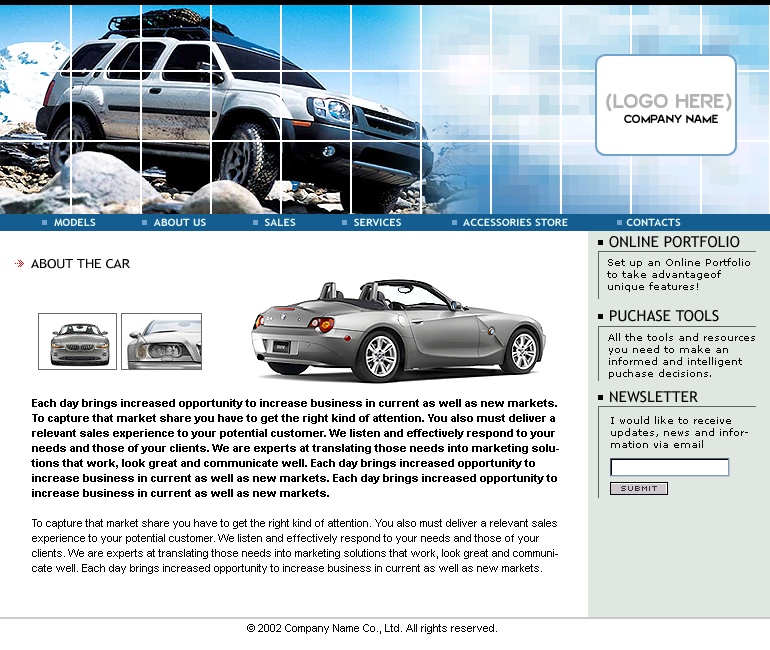 (LOGO HERE)
COMPANY NAME
MODELS
ABOUT US
SALES
SERVICES
ACCESSORIES STORE
CONTACTS
ABOUT THE CAR
Each day brings increased opportunity to increase business in current as well as new markets.
To capture that market share you have to get the right kind of attention. You also must deliver a
relevant sales experience to your potential customer. We listen and effectively respond to your
needs and those of your clients. We are experts at translating those needs into marketing solu-
tions that work, look great and communicate well. Each day brings increased opportunity to
increase business in current as well as new markets. Each day brings increased opportunity to
increase business in current as well as new markets.
To capture that market share you have to get the right kind of attention. You also must deliver a relevant sales
experience to your potential customer. We listen and effectively respond to your needs and those of your
clients. We are experts at translating those needs into marketing solutions that work, look great and communi-
cate well. Each day brings increased opportunity to increase business in current as well as new markets.
ONLINE PORTFOLIO
Set up an Online Portfolio
to take advantageof
unique features!
PUCHASE TOOLS
All the tools and resources
you need to make an
informed and intelligent
puchase decisions.
NEWSLETTER
I would like to receive
updates, news and infor-
mation via email
SUBMIT
© 2002 Company Name Co., Ltd. All rights reserved.